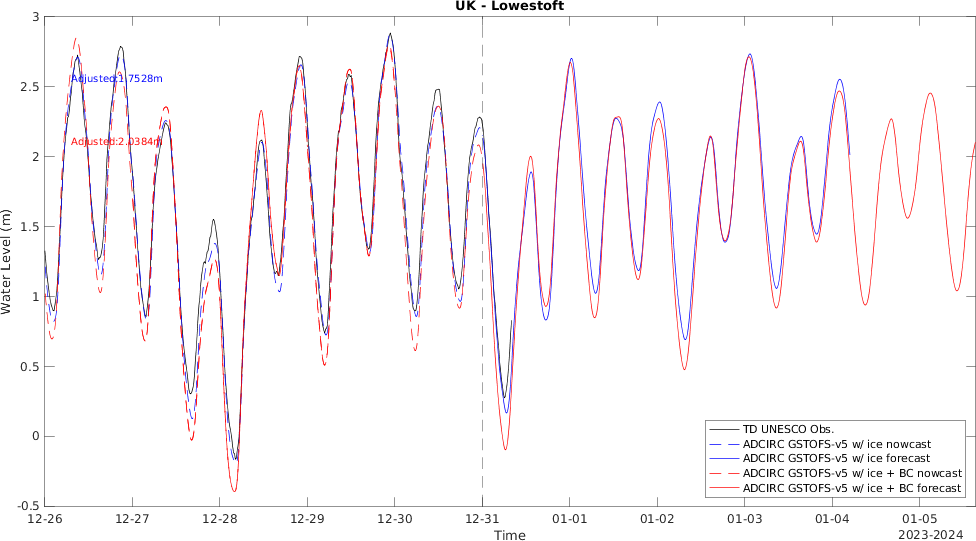 UK - Lowestoft
3
2.5
2
1.5
1
0.5
0
-0.5
Water Level (m)
Adjusted:1.7528m
Adjusted:2.0384m
TD UNESCO Obs.
ADCIRC GSTOFS-v5 w/ ice nowcast
ADCIRC GSTOFS-v5 w/ ice forecast
ADCIRC GSTOFS-v5 w/ ice + BC nowcast
ADCIRC GSTOFS-v5 w/ ice + BC forecast
12-26 12-27 12-28 12-29 12-30 12-31 01-01 01-02 01-03 01-04 01-05
Time
2023-2024